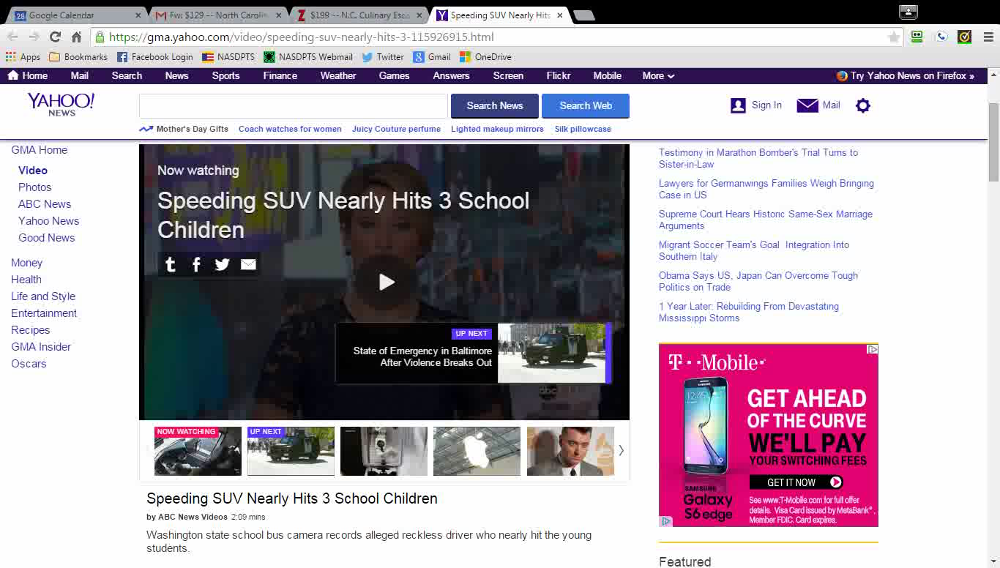 28 Google Calendar
Fw: $129 -- North Carolin
$199 -- N.C. Culinary Esca
Speeding SUV Nearly Hits
https://gma.yahoo.com/video/speeding-suv-nearly-hits-3-115926915.html
Apps Bookmarks Facebook Login NASDPTS NASDPTS Webmail Twitter Gmail OneDrive
Home Mail Search News Sports Finance Weather Games Answers Screen Flickr Mobile More Try Yahoo News on Firefox »
YAHOO!
NEWS
Search News Search Web
Sign In Mail
Mother's Day Gifts Coach watches for women Juicy Couture perfume Lighted makeup mirrors Silk pillowcase
GMA Home
Video
Photos
ABC News
Yahoo News
Good News
Money
Health
Life and Style
Entertainment
Recipes
GMA Insider
Oscars
Now watching
Speeding SUV Nearly Hits 3 School
Children
UP NEXT
State of Emergency in Baltimore
After Violence Breaks Out
abc
NOW WATCHING
UP NEXT
Speeding SUV Nearly Hits 3 School Children
by ABC News Videos 2:09 mins
Washington state school bus camera records alleged reckless driver who nearly hit the young
students.
Testimony in Marathon Bomber's Trial Turns to
Sister-in-Law
Lawyers for Germanwings Families Weigh Bringing
Case in US
Supreme Court Hears Historic Same-Sex Marriage
Arguments
Migrant Soccer Team's Goal Integration Into
Southern Italy
Obama Says US, Japan Can Overcome Tough
Politics on Trade
1 Year Later: Rebuilding From Devastating
Mississippi Storms
T··Mobile·
12:45
GET AHEAD
OF THE CURVE
WE'LL PAY
YOUR SWITCHING FEES
GET IT NOW
SAMSUNG
Galaxy
S6 edge
See www.T-Mobile.com for full offer
details. Visa Card issued by MetaBank®,
Member FDIC. Card expires.
Featured